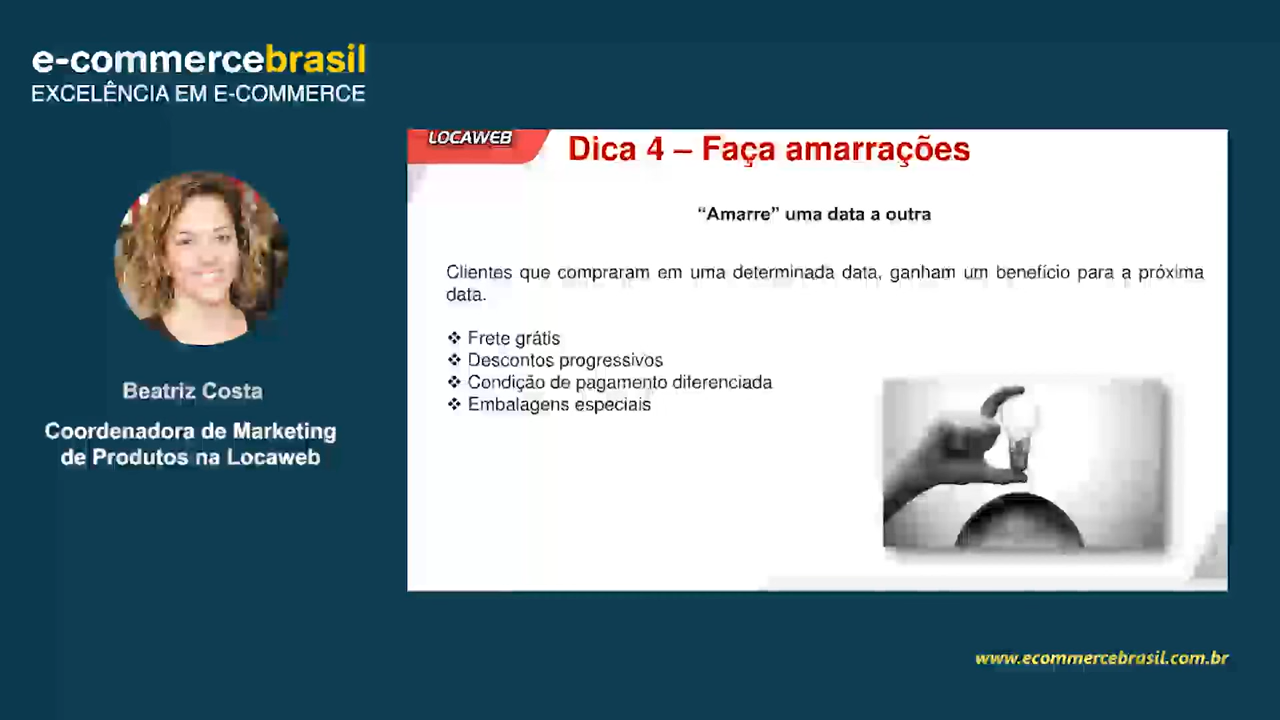 e-commercebrasil
EXCELÊNCIA EM E-COMMERCE
LOCAWEB
Dica 4 – Faça amarrações
“Amarre” uma data a outra
Clientes que compraram em uma determinada data, ganham um benefício para a próxima
data.
❖ Frete grátis
❖ Descontos progressivos
❖ Condição de pagamento diferenciada
❖ Embalagens especiais
Beatriz Costa
Coordenadora de Marketing
de Produtos na Locaweb
www.ecommercebrasil.com.br